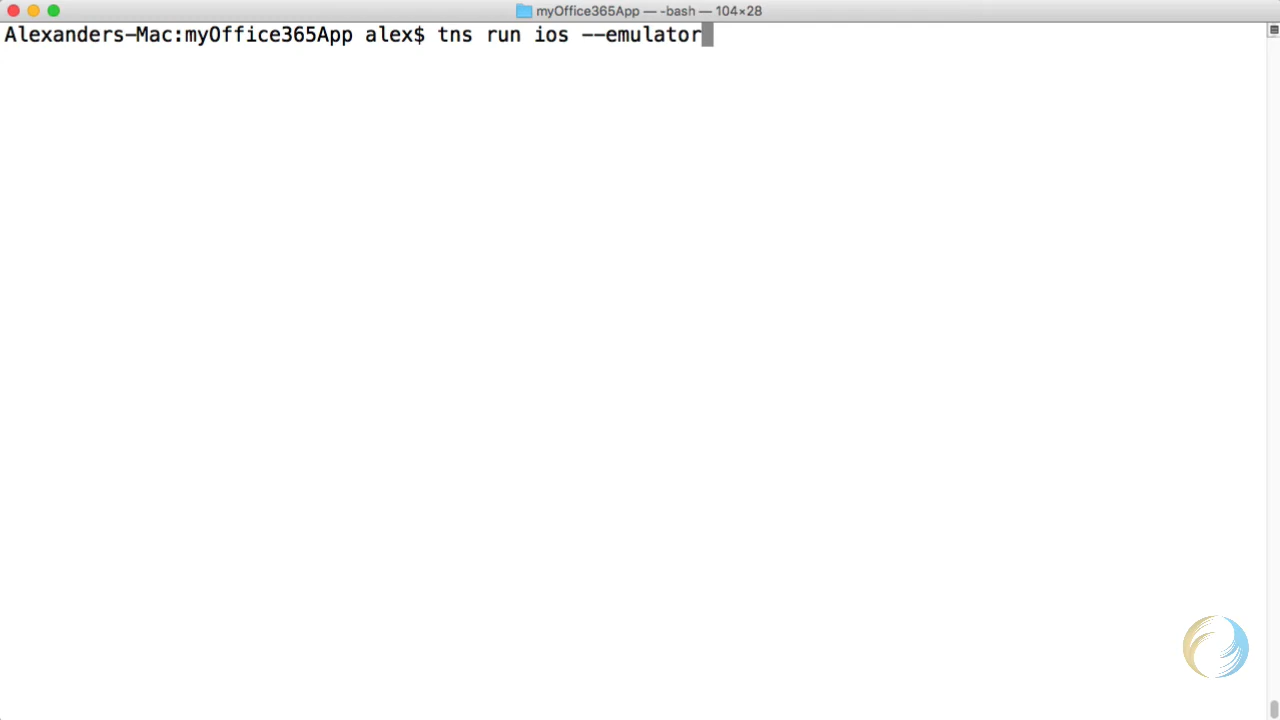 myOffice365App — -bash — 104×28
Alexanders-Mac:myOffice365App alex$ tns run ios --emulator